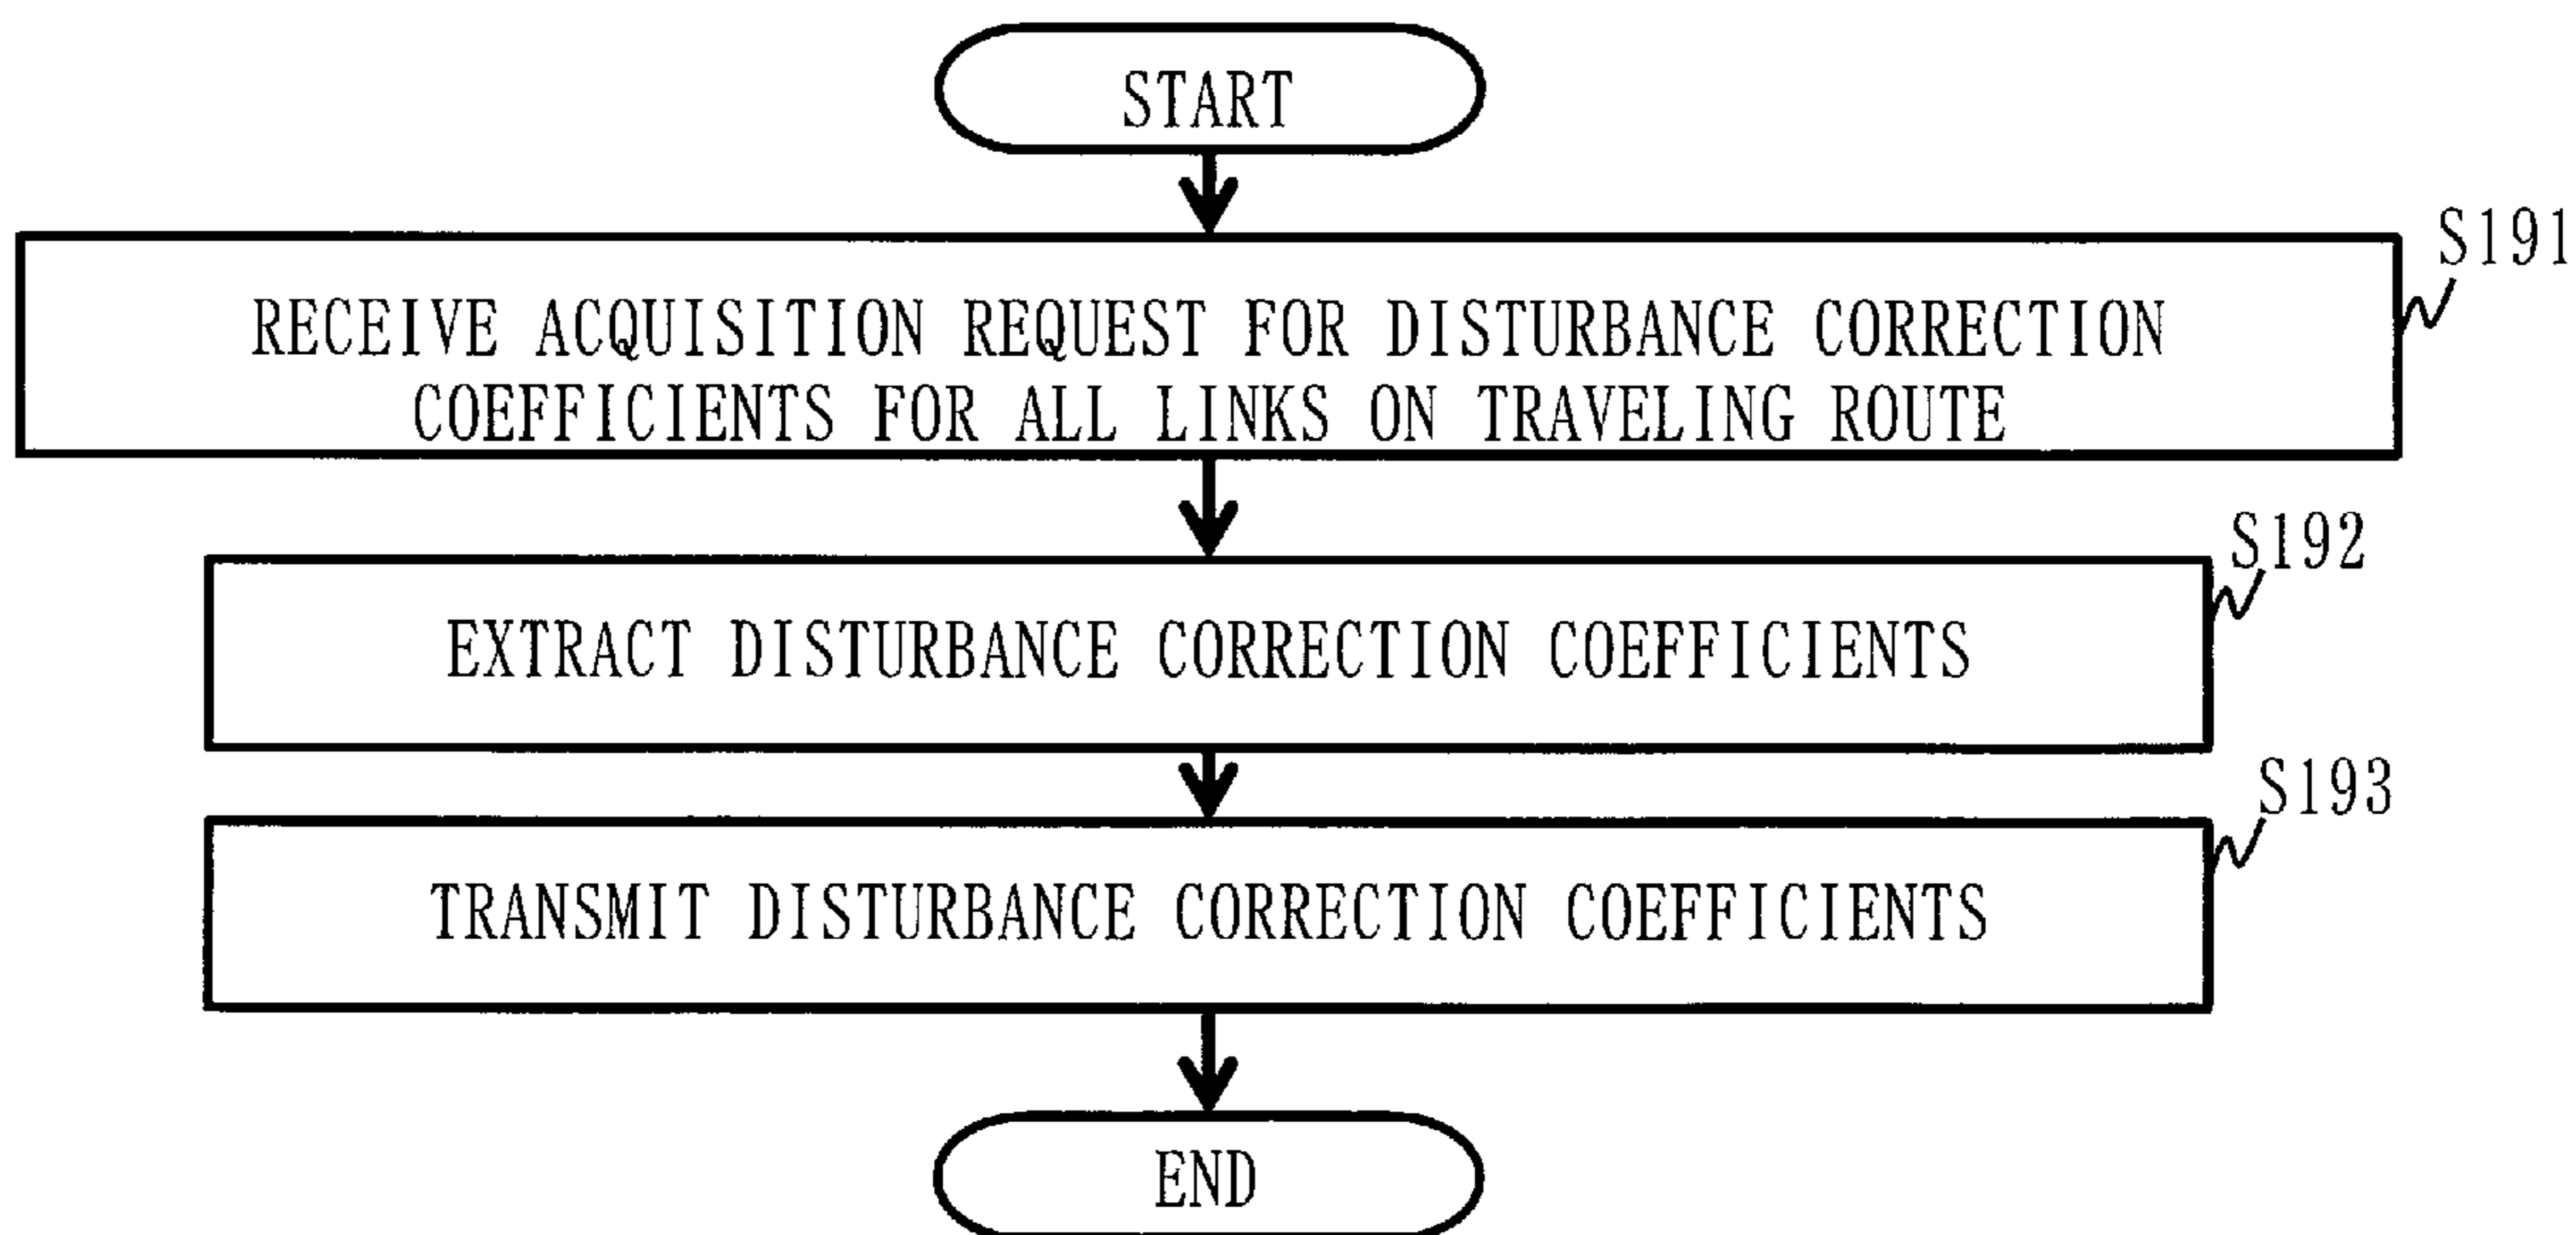 START
S191
RECEIVE ACQUISITION REQUEST FOR DISTURBANCE CORRECTION
COEFFICIENTS FOR ALL LINKS ON TRAVELING ROUTE
S192
EXTRACT DISTURBANCE CORRECTION COEFFICIENTS
S193
TRANSMIT DISTURBANCE CORRECTION COEFFICIENTS
END